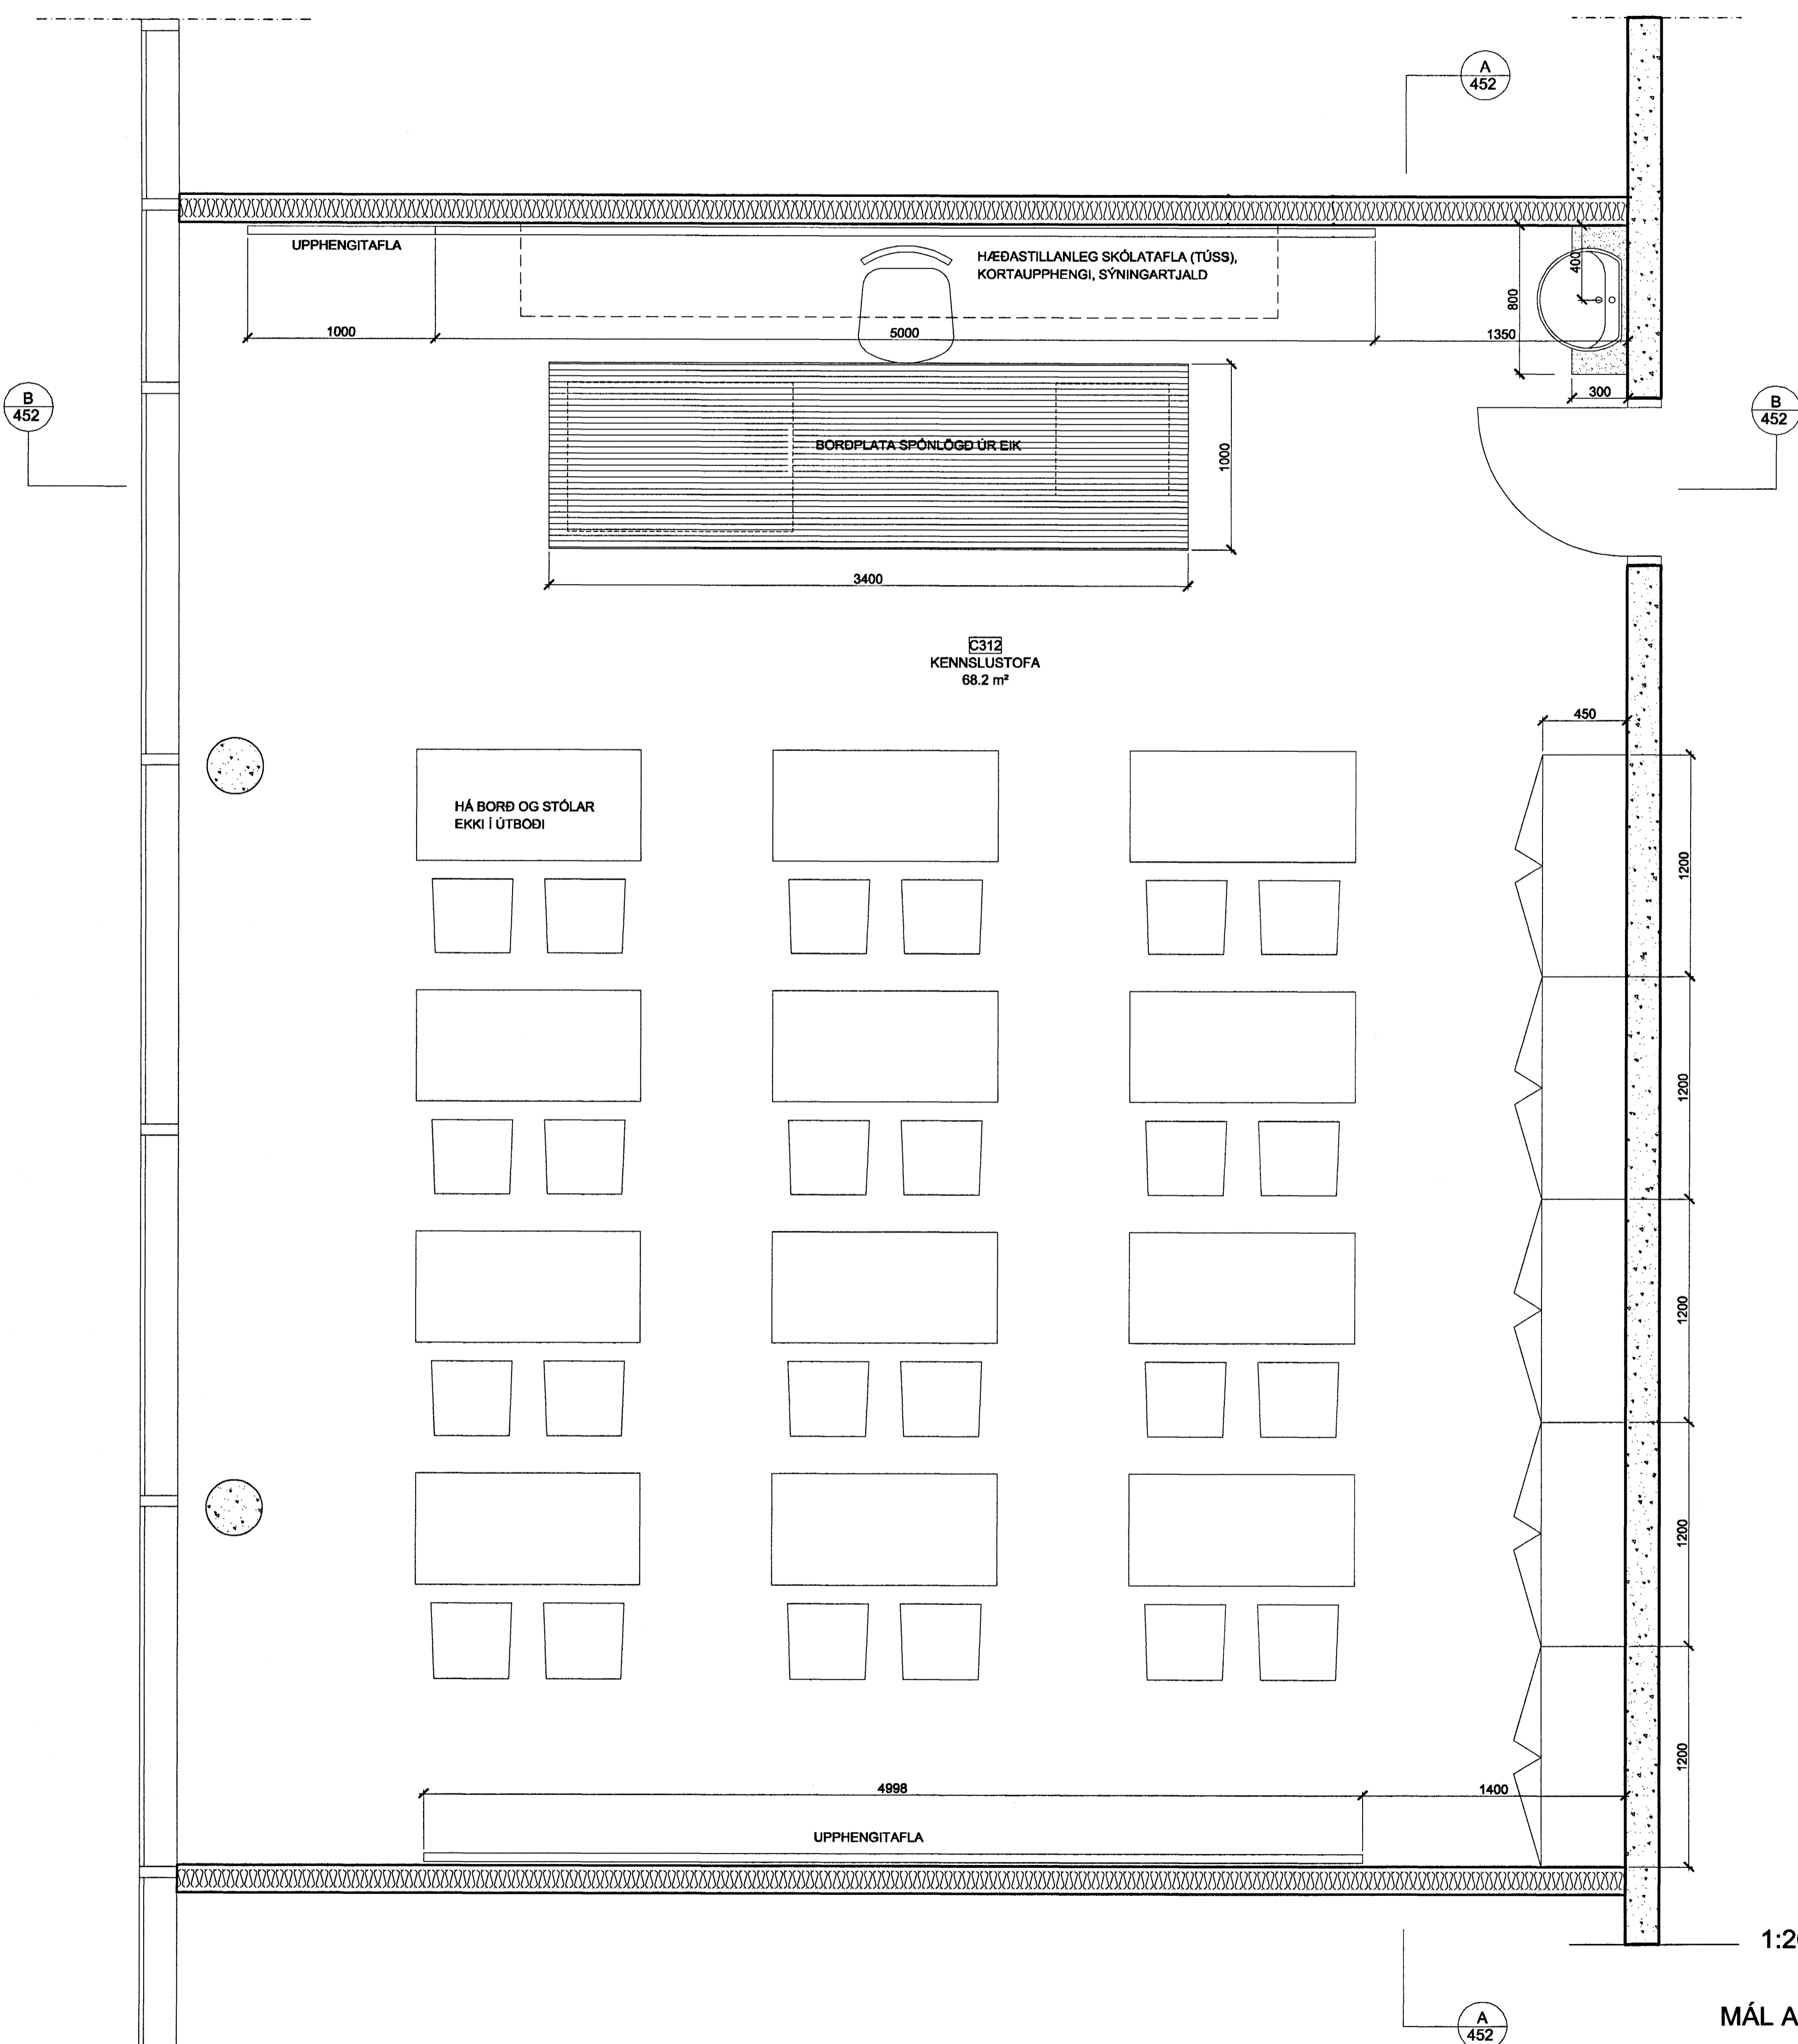 A
452
UPPHENGITAFLA
HÆÐASTILLANLEG SKÓLATAFLA (TÚSS),
KORTAUPPHENGI, SÝNINGARTJALD
400
800
1000
5000
1350
300
B
452
B
452
BORÐPLATA SPÓNLÖGÐ ÚR EIK
1000
3400
C312
KENNSLUSTOFA
68.2 m²
450
HÁ BORÐ OG STÓLAR
EKKI Í ÚTBOÐI
1200
1200
1200
1200
1200
4998
1400
UPPHENGITAFLA
A
452
MÁL